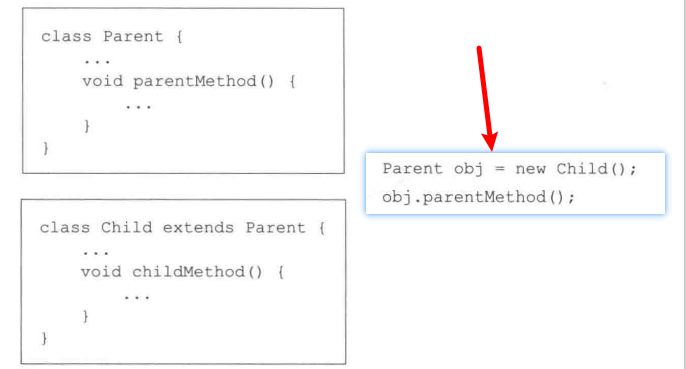 class Parent {
...
void parentMethod() {
...
}
}
Parent obj = new Child();
obj.parentMethod();
class Child extends Parent {
...
void childMethod() {
...
}
}